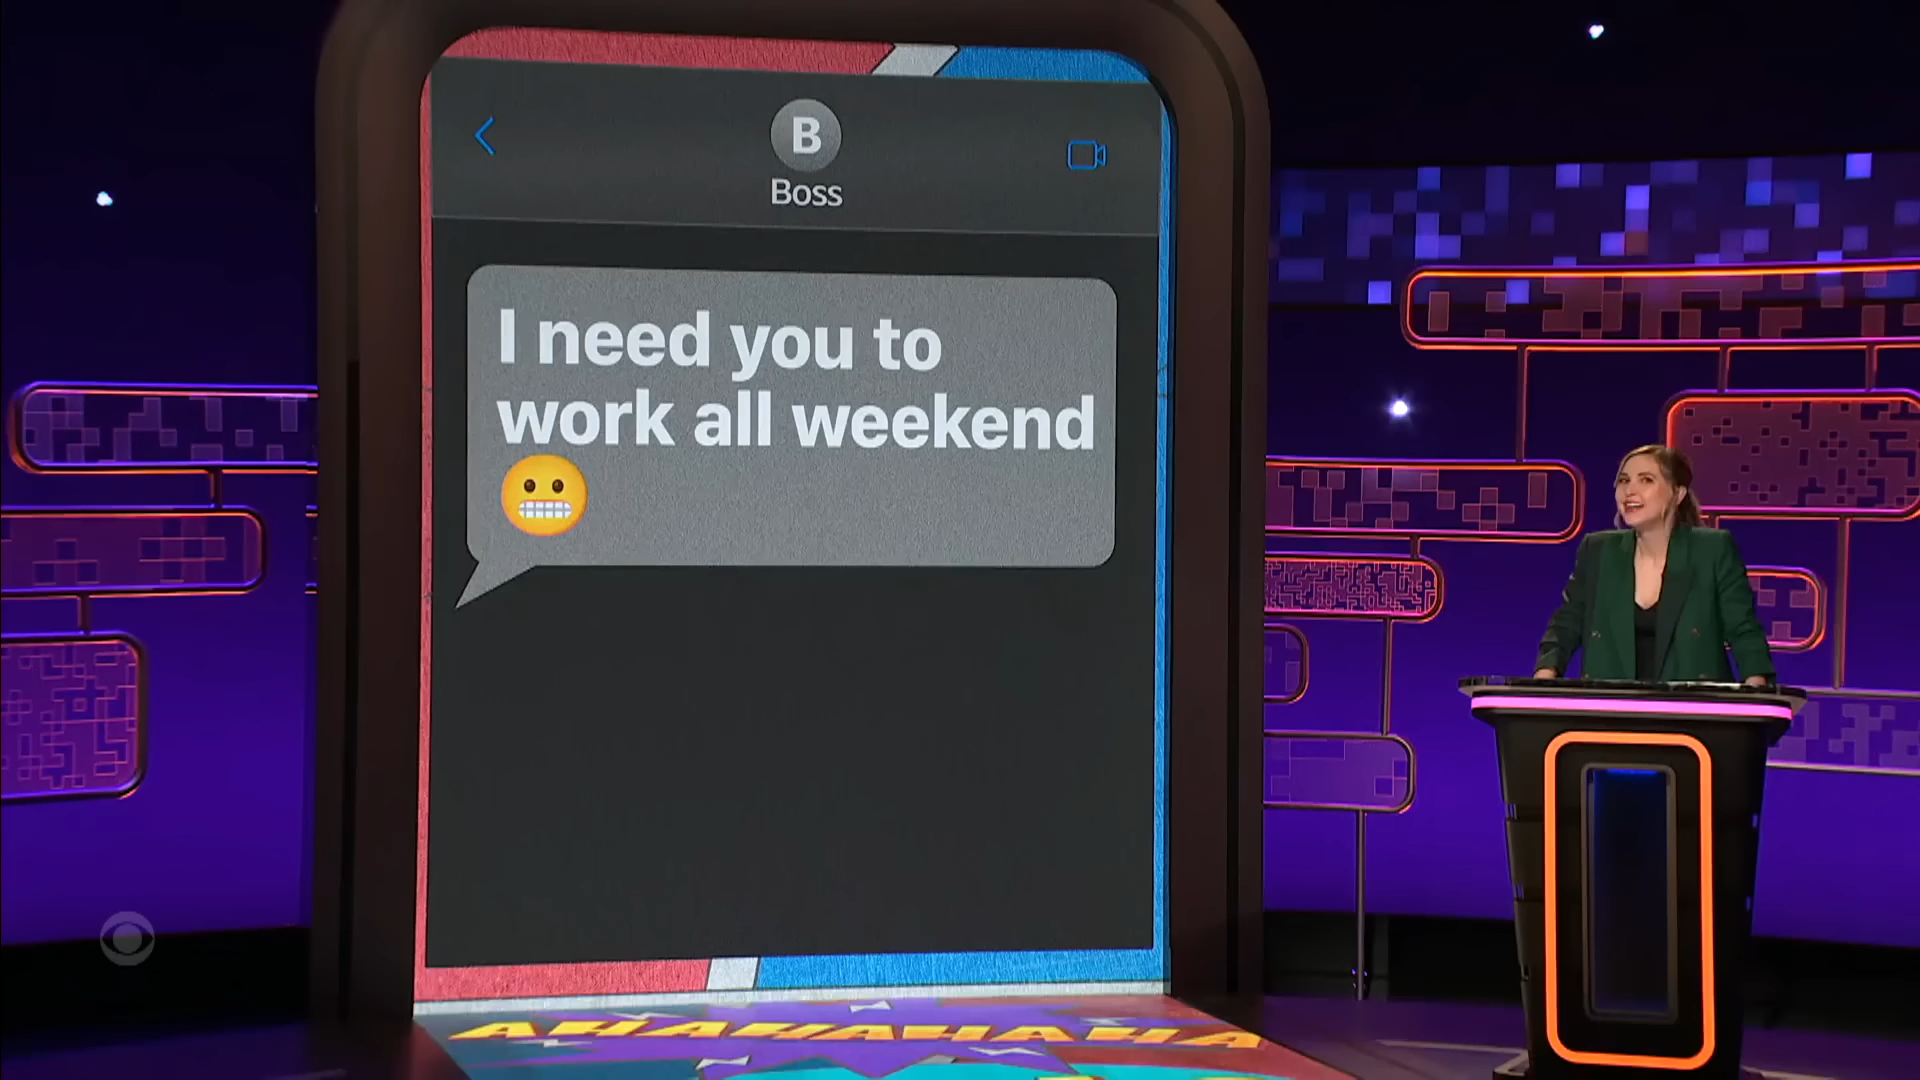 B
Boss
I need you to
work all weekend
😬
AHAHAHAHAHA